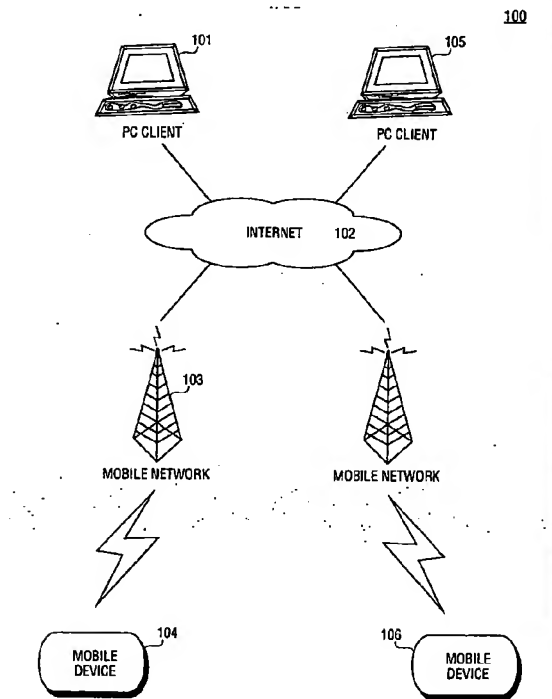 100
101
105
PC CLIENT
PC CLIENT
INTERNET 102
103
MOBILE NETWORK
MOBILE NETWORK
104
106
MOBILE DEVICE
MOBILE DEVICE